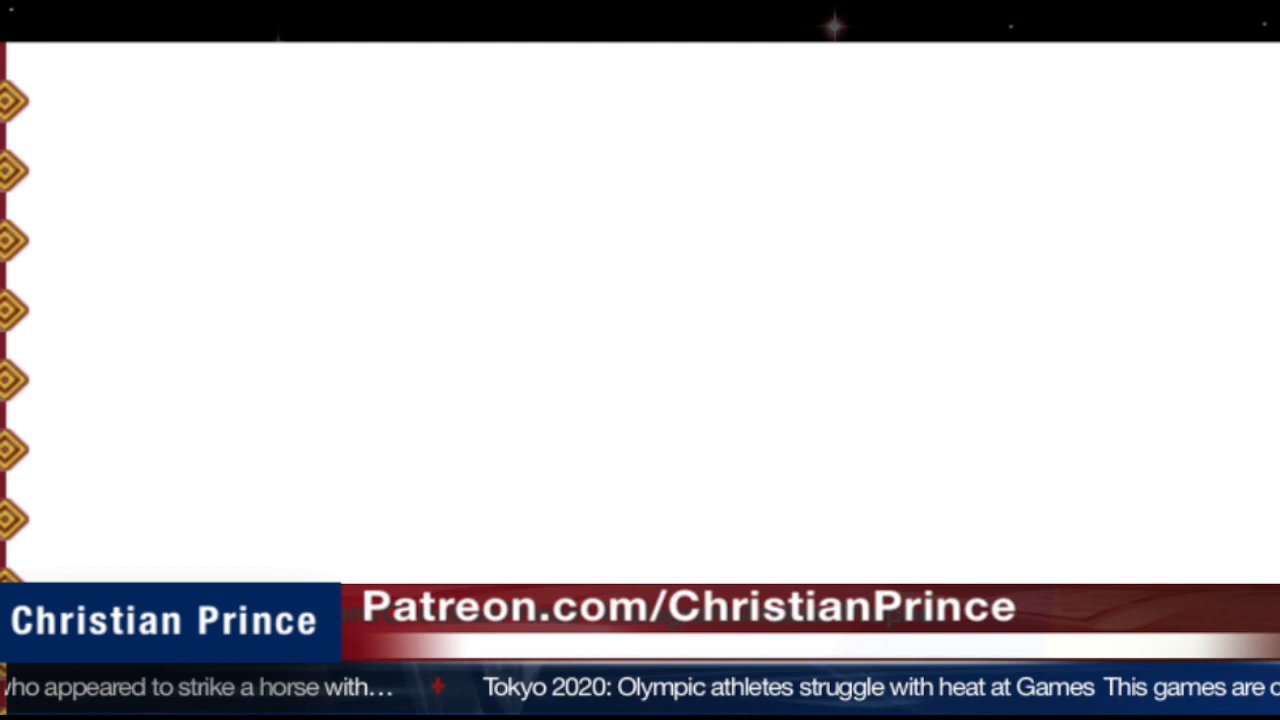 Patreon.com/ChristianPrince
Christian Prince
who appeared to strike a horse with… Tokyo 2020: Olympic athletes struggle with heat at Games This games are